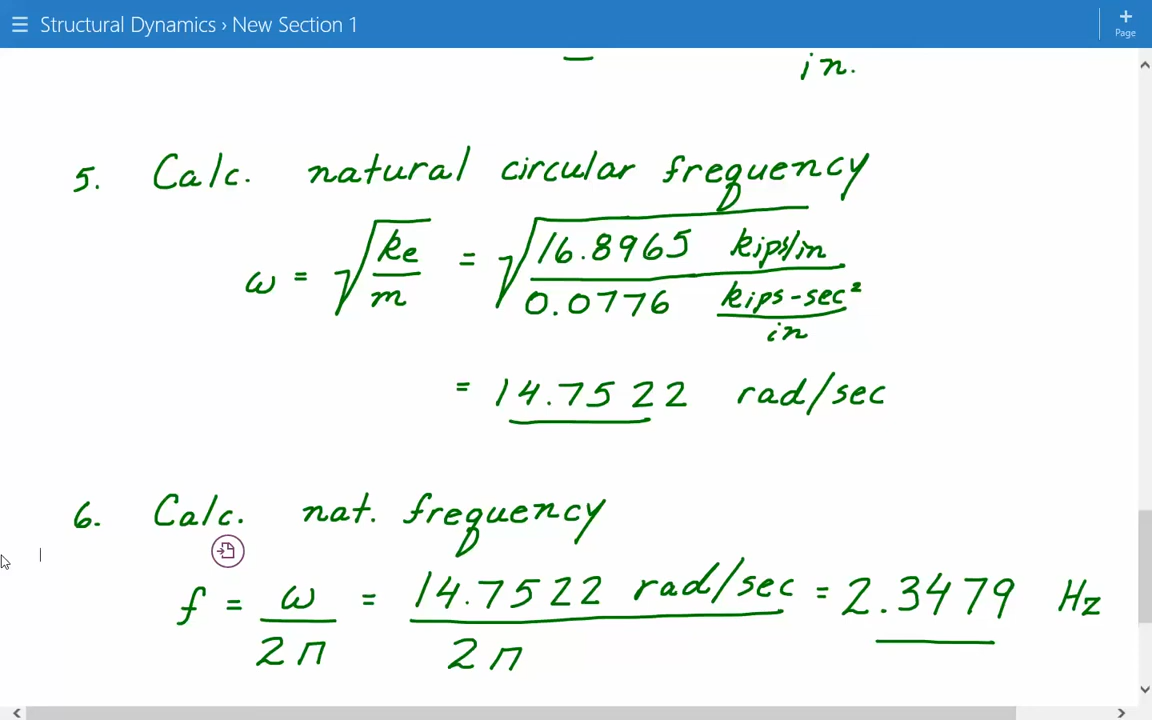 Structural Dynamics › New Section 1
Page
in.
5. Calc. natural circular frequency
ω = √(ke/m) = √(16.8965 kips/in / 0.0776 kips-sec²/in)
= 14.7522 rad/sec
6. Calc. nat. frequency
f = ω/2π = 14.7522 rad/sec/2π = 2.3479 Hz